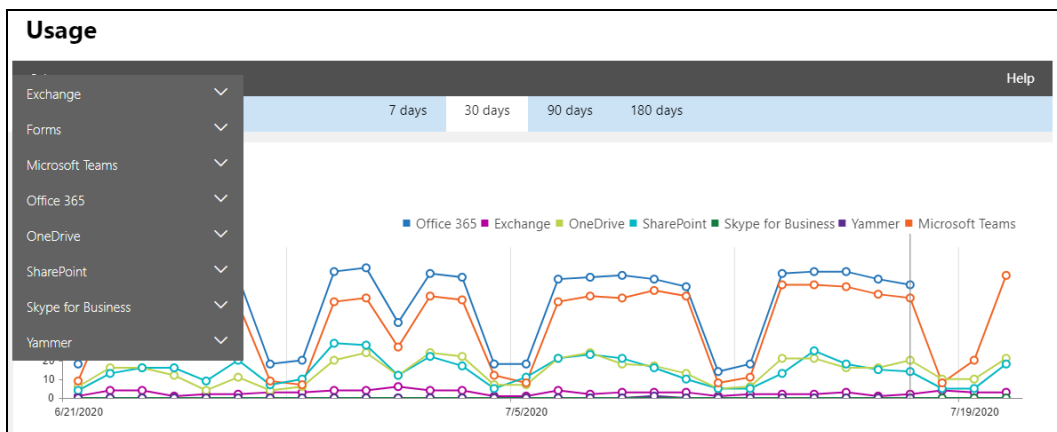 Usage
Help
Exchange
7 days 30 days 90 days 180 days
Forms
Microsoft Teams
Office 365
Office 365 Exchange OneDrive SharePoint Skype for Business Yammer Microsoft Teams
OneDrive
SharePoint
Skype for Business
Yammer
20
10
0
6/21/2020 7/5/2020 7/19/2020